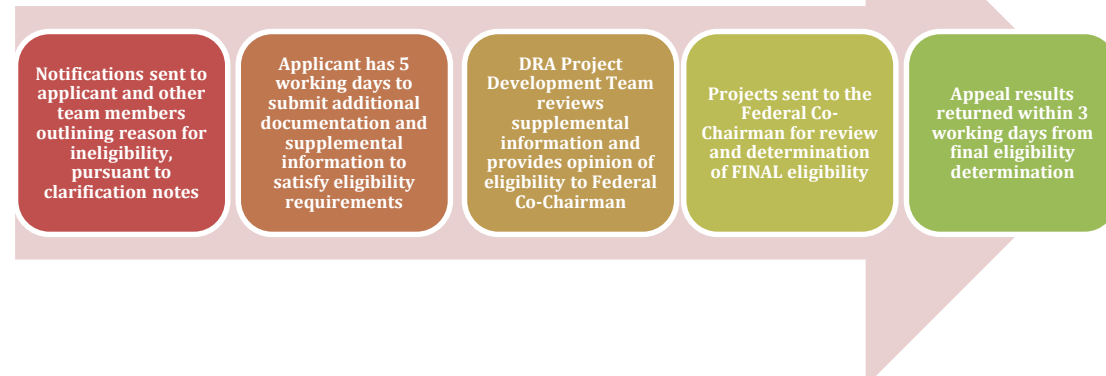 Notifications sent to
applicant and other
team members
outlining reason for
ineligibility,
pursuant to
clarification notes
Applicant has 5
working days to
submit additional
documentation and
supplemental
information to
satisfy eligibility
requirements
DRA Project
Development Team
reviews
supplemental
information and
provides opinion of
eligibility to Federal
Co-Chairman
Projects sent to the
Federal Co-
Chairman for review
and determination
of FINAL eligibility
Appeal results
returned within 3
working days from
final eligibility
determination